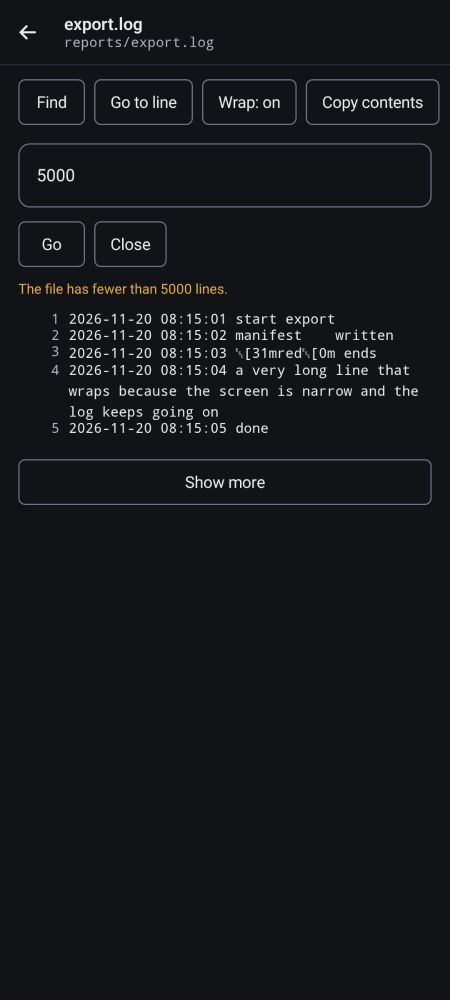 export.log
reports/export.log
Find
Go to line
Wrap: on
Copy contents
5000
Go
Close
The file has fewer than 5000 lines.
1 2026-11-20 08:15:01 start export
2 2026-11-20 08:15:02 manifest    written
3 2026-11-20 08:15:03 ␛[31mred␛[0m ends
4 2026-11-20 08:15:04 a very long line that
wraps because the screen is narrow and the
log keeps going on
5 2026-11-20 08:15:05 done
Show more